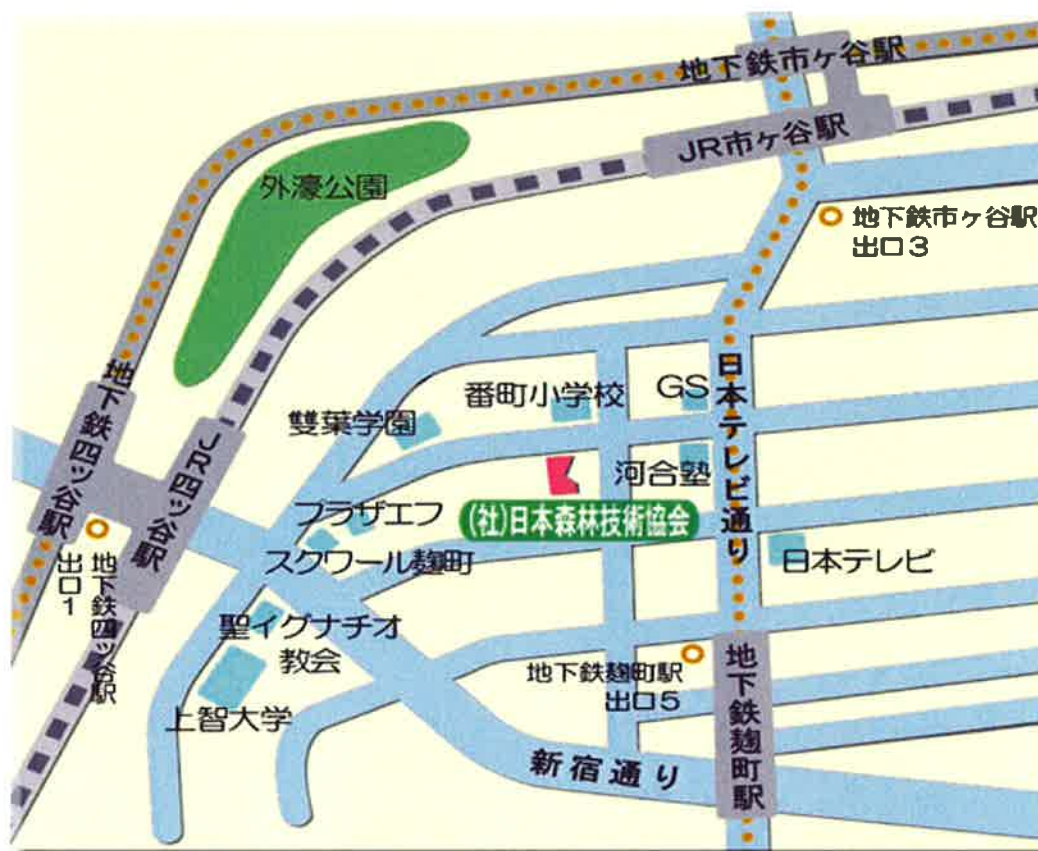 地下鉄市ヶ谷駅
JR市ヶ谷駅
外濠公園
地下鉄市ヶ谷駅
出口3
地下鉄四ッ谷駅
JR四ッ谷駅
番町小学校
GS
日本テレビ通り
雙葉学園
河合塾
プラザエフ
(社)日本森林技術協会
スクワール麹町
日本テレビ
地下鉄四ッ谷駅
出口1
聖イグナチオ
教会
地下鉄麹町駅
出口5
地下鉄麹町駅
上智大学
新宿通り